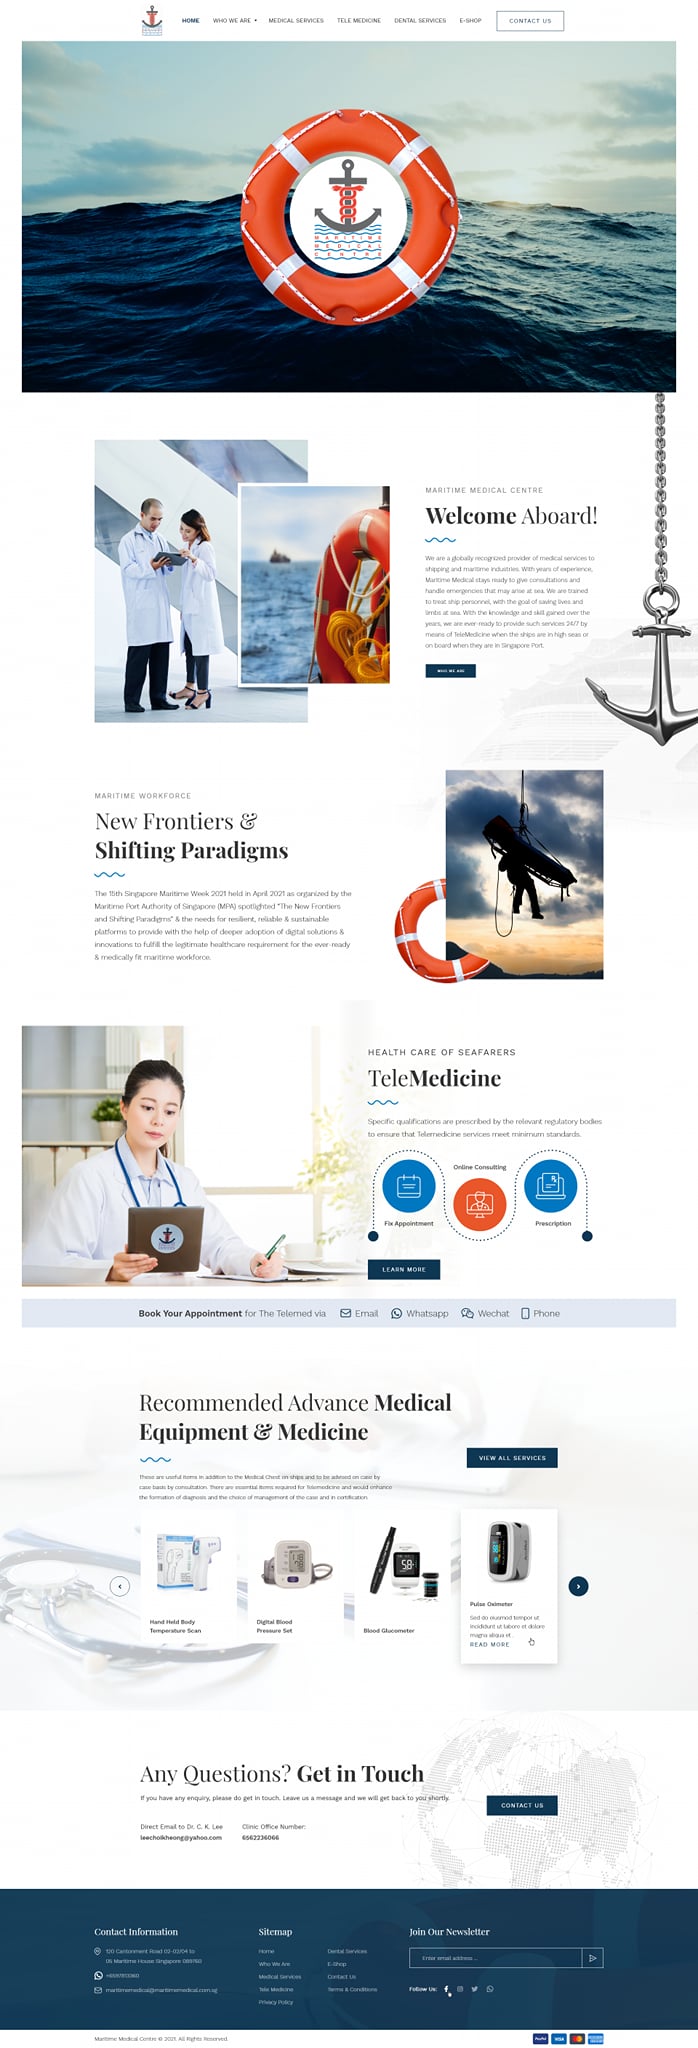 HOME
WHO WE ARE
MEDICAL SERVICES
TELE MEDICINE
DENTAL SERVICES
E-SHOP
CONTACT US
MARITIME
MEDICAL
CENTRE
MARITIME MEDICAL CENTRE
Welcome Aboard!
We are a globally recognized provider of medical services to
shipping and maritime industries. With years of experience,
Maritime Medical stays ready to give consultations and
handle emergencies that may arise at sea. We are trained
to treat ship personnel, with the goal of saving lives and
limbs at sea. With the knowledge and skill gained over the
years, we are ever-ready to provide such services 24/7 by
means of TeleMedicine when the ships are in high seas or
on board when they are in Singapore Port.
WHO WE ARE
MARITIME WORKFORCE
New Frontiers &
Shifting Paradigms
The 15th Singapore Maritime Week 2021 held in April 2021 as organized by the
Maritime Port Authority of Singapore (MPA) spotlighted "The New Frontiers
and Shifting Paradigms" & the needs for resilient, reliable & sustainable
platforms to provide with the help of deeper adoption of digital solutions &
innovations to fulfill the legitimate healthcare requirement for the ever-ready
& medically fit maritime workforce.
HEALTH CARE OF SEAFARERS
TeleMedicine
Specific qualifications are prescribed by the relevant regulatory bodies
to ensure that Telemedicine services meet minimum standards.
Online Consulting
Fix Appointment
Prescription
LEARN MORE
Book Your Appointment for The Telemed via
Email
Whatsapp
Wechat
Phone
Recommended Advance Medical
Equipment & Medicine
VIEW ALL SERVICES
These are useful items in addition to the Medical Chest on ships and to be advised on case by
case basis by consultation. There are essential items required for Telemedicine and would enhance
the formation of diagnosis and the choice of management of the case and in certification.
Hand Held Body
Temperature Scan
Digital Blood
Pressure Set
Blood Glucometer
Pulse Oximeter
Sed do eiusmod tempor ut
incididunt ut labore et dolore
magna aliqua et .
READ MORE
Any Questions? Get in Touch
If you have any enquiry, please do get in touch. Leave us a message and we will get back to you shortly.
CONTACT US
Direct Email to Dr. C. K. Lee
leechoikheong@yahoo.com
Clinic Office Number:
6562236066
Contact Information
120 Cantonment Road 02-02/04 to
05 Maritime House Singapore 089760
+6597813360
maritimemedical@maritimemedical.com.sg
Sitemap
Home
Who We Are
Medical Services
Tele Medicine
Privacy Policy
Dental Services
E-Shop
Contact Us
Terms & Conditions
Join Our Newsletter
Enter email address ...
Follow Us:
Maritime Medical Centre © 2021. All Rights Reserved.
PayPal
VISA